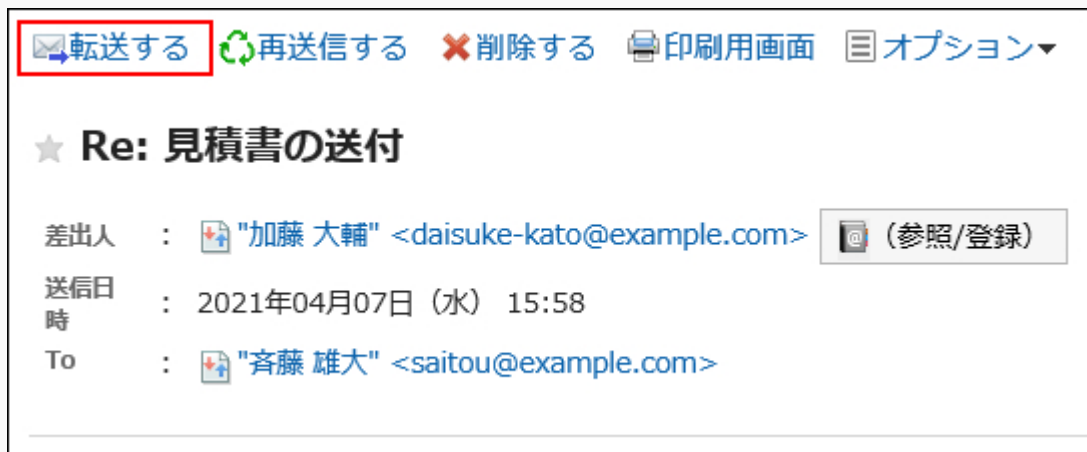 転送する 再送信する 削除する 印刷用画面 オプション▼
Re: 見積書の送付
差出人 : "加藤 大輔" <daisuke-kato@example.com> （参照/登録）
送信日時 : 2021年04月07日（水） 15:58
To : "斉藤 雄大" <saitou@example.com>